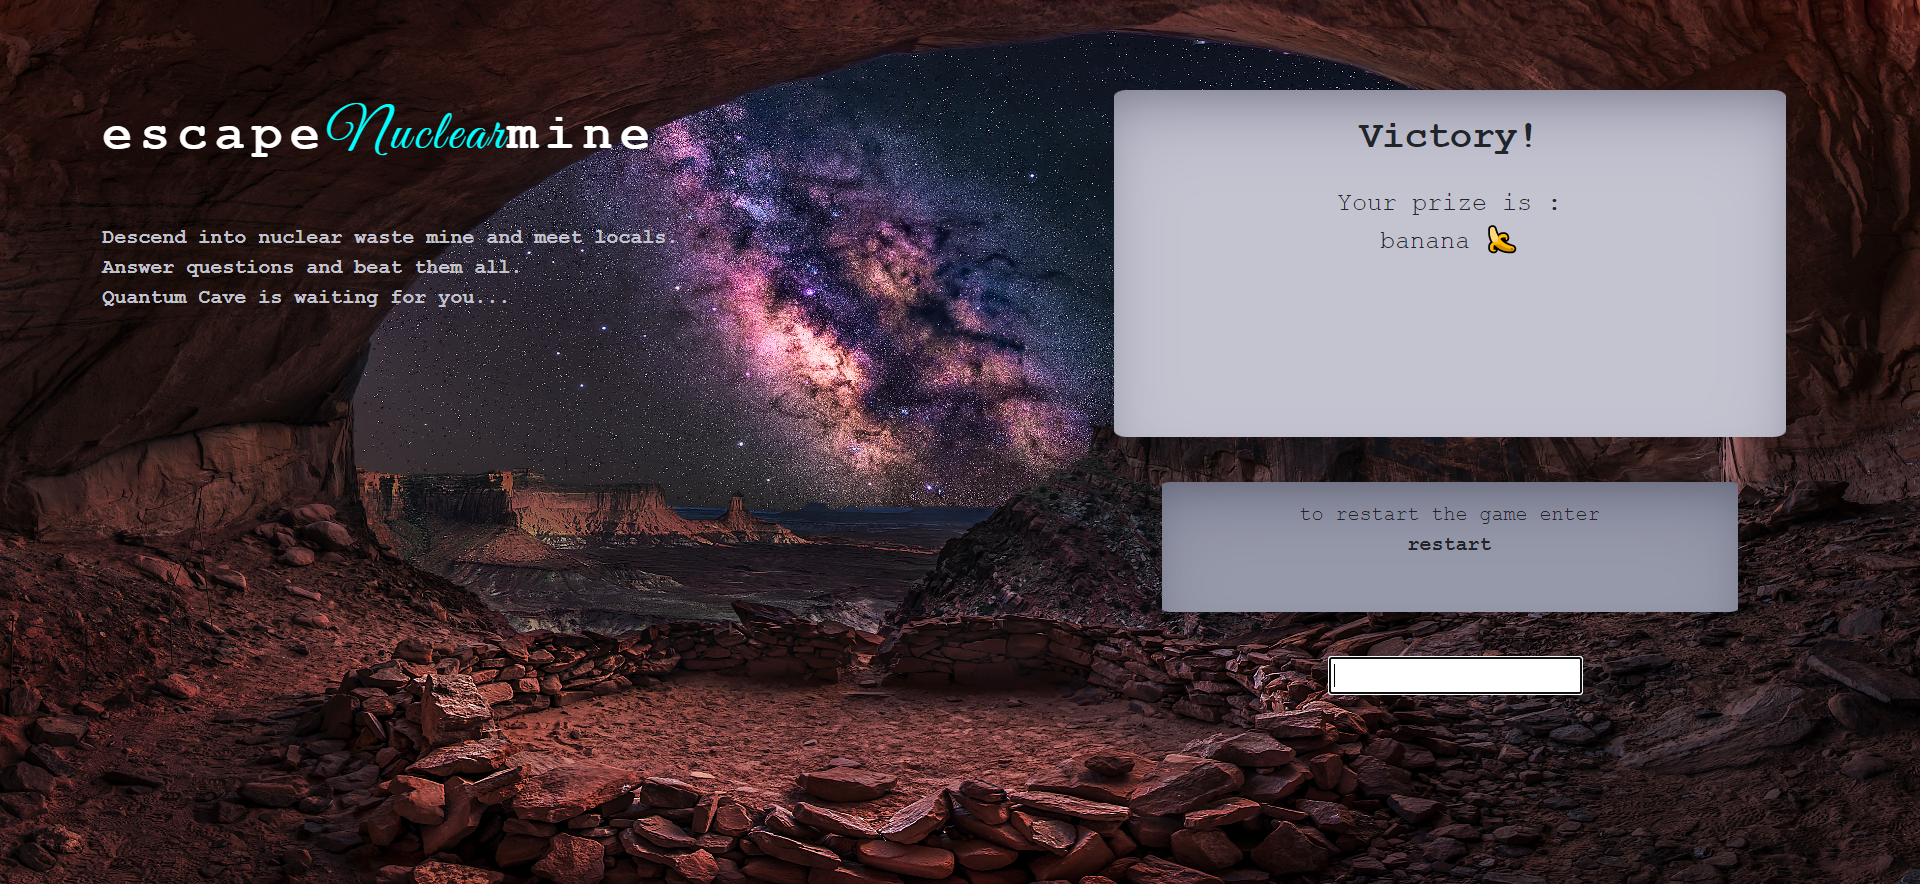 escapeNuclearmine
Descend into nuclear waste mine and meet locals.
Answer questions and beat them all.
Quantum Cave is waiting for you...
Victory!
Your prize is :
banana 🍌
to restart the game enter
restart